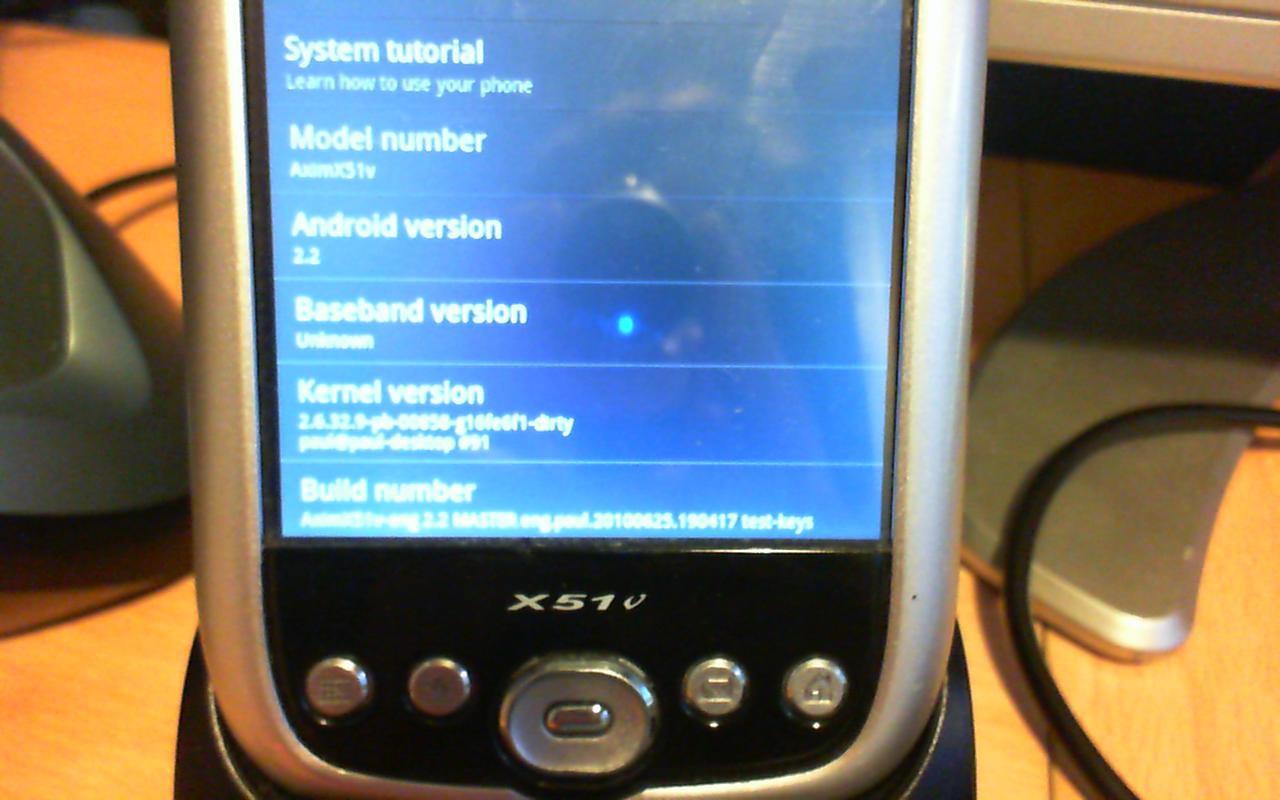 System tutorial
Learn how to use your phone
Model number
AximX51v
Android version
2.2
Baseband version
Unknown
Kernel version
2.6.32.9-pb-00858-g16fe6f1-dirty
paul@paul-desktop #91
Build number
AximX51v-eng 2.2 MASTER eng.paul.20100625.190417 test-keys
X51v